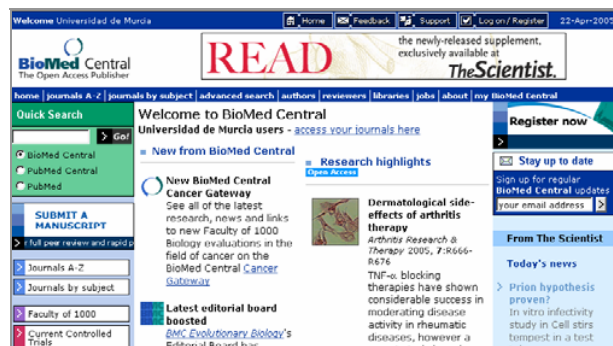 Welcome Universidad de Murcia
Home
Feedback
Support
Log on / Register
22-Apr-2005
BioMed Central
The Open Access Publisher
READ
the newly-released supplement,
exclusively available at
TheScientist.
home | journals A-Z | journals by subject | advanced search | authors | reviewers | libraries | jobs | about | my BioMed Central
Quick Search
Go!
BioMed Central
PubMed Central
PubMed
SUBMIT A
MANUSCRIPT
r full peer review and rapid p
Journals A-Z
Journals by subject
Faculty of 1000
Current Controlled
Trials
Welcome to BioMed Central
Universidad de Murcia users - access your journals here
New from BioMed Central
New BioMed Central
Cancer Gateway
See all of the latest
research, news and links
to new Faculty of 1000
Biology evaluations in the
field of cancer on the
BioMed Central Cancer
Gateway
Latest editorial board
boosted
BMC Evolutionary Biology's
Editorial Board has
Research highlights
Open Access
Dermatological side-
effects of arthritis
therapy
Arthritis Research &
Therapy 2005, 7:R666-
R676
TNF-α blocking
therapies have shown
considerable success in
moderating disease
activity in rheumatic
diseases, however a
Register now
Stay up to date
Sign up for regular
BioMed Central updates
your email address
From The Scientist
Today's news
Prion hypothesis
proven?
In vitro infectivity
study in Cell stirs
tempest in a test